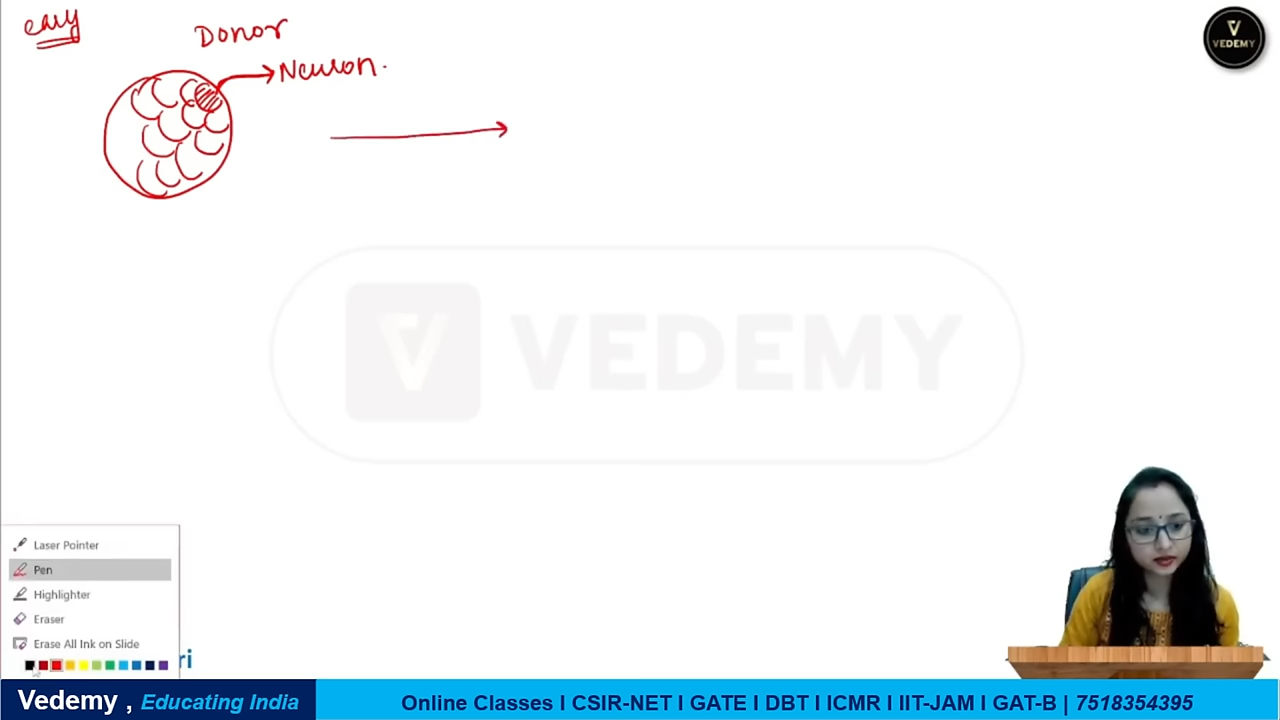 Donor
Neuron.
V
VEDEMY
VEDEMY
Laser Pointer
Pen
Highlighter
Eraser
Erase All Ink on Slide
ri
Vedemy , Educating India
Online Classes I CSIR-NET I GATE I DBT I ICMR I IIT-JAM I GAT-B | 7518354395